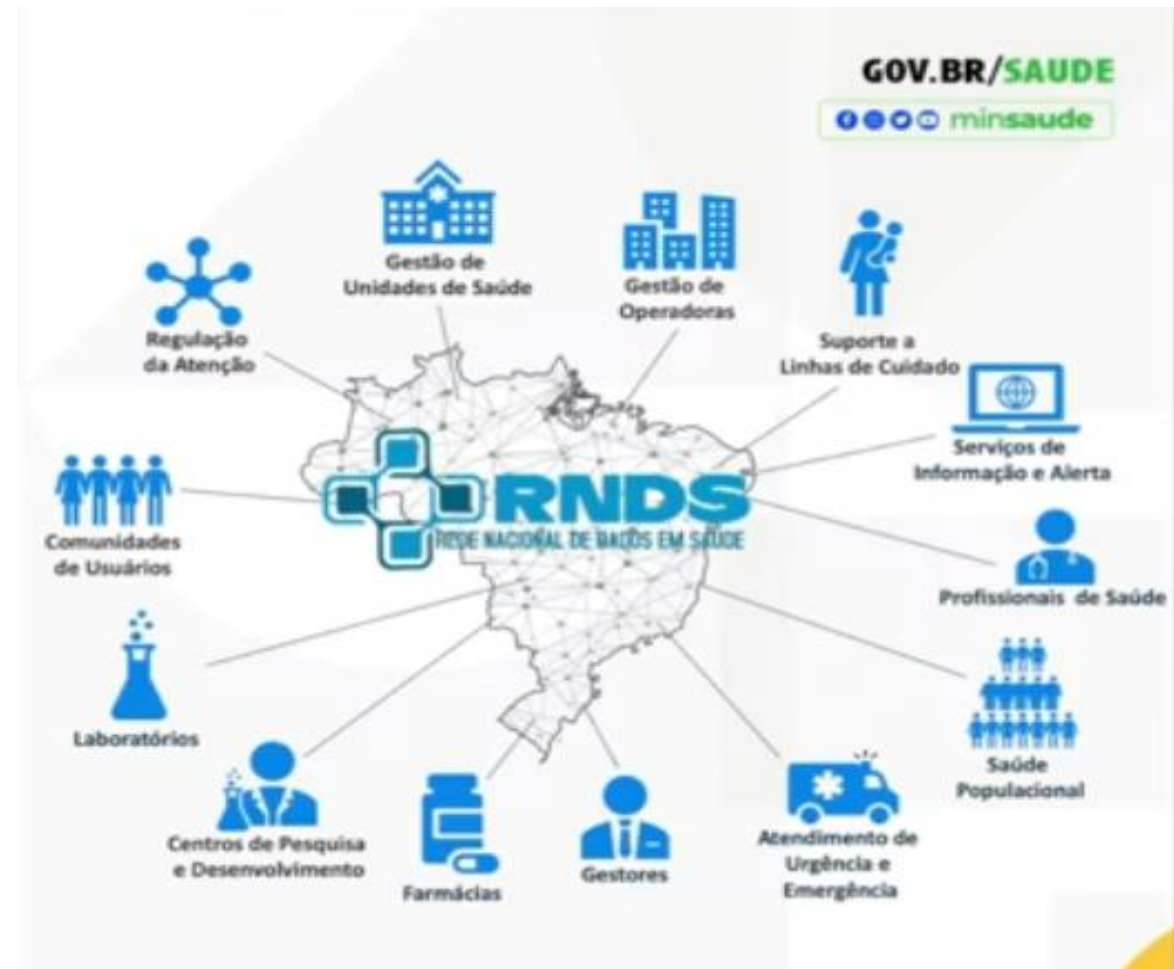 GOV.BR/SAUDE
minsaude
Gestão de
Unidades de Saúde
Gestão de
Operadoras
Regulação
da Atenção
Suporte a
Linhas de Cuidado
Serviços de
Informação e Alerta
RNDS
REDE NACIONAL DE DADOS EM SAÚDE
Comunidades
de Usuários
Profissionais de Saúde
Laboratórios
Saúde
Populacional
Centros de Pesquisa
e Desenvolvimento
Farmácias
Gestores
Atendimento de
Urgência e
Emergência